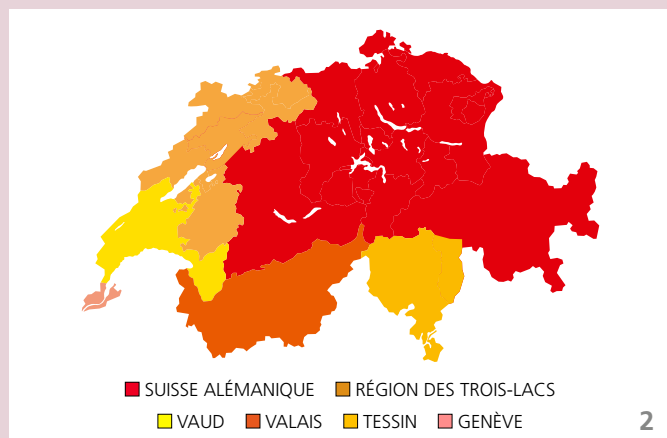 SUISSE ALÉMANIQUE RÉGION DES TROIS-LACS
VAUD VALAIS TESSIN GENÈVE
2